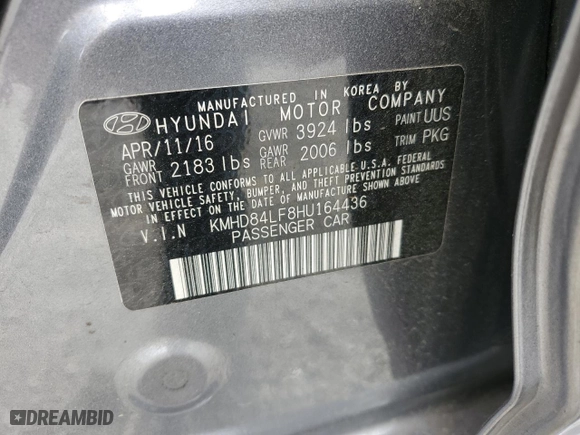 MANUFACTURED IN KOREA BY
HYUNDAI MOTOR COMPANY
APR/11/16 GVWR 3924 lbs PAINT UUS
GAWR FRONT 2183 lbs GAWR REAR 2006 lbs TRIM PKG
THIS VEHICLE CONFORMS TO ALL APPLICABLE U.S.A. FEDERAL
MOTOR VEHICLE SAFETY, BUMPER, AND THEFT PREVENTION STANDARDS
IN EFFECT ON THE DATE OF MANUFACTURE SHOWN ABOVE.
V.I.N KMHD84LF8HU164436
PASSENGER CAR
DREAMBID